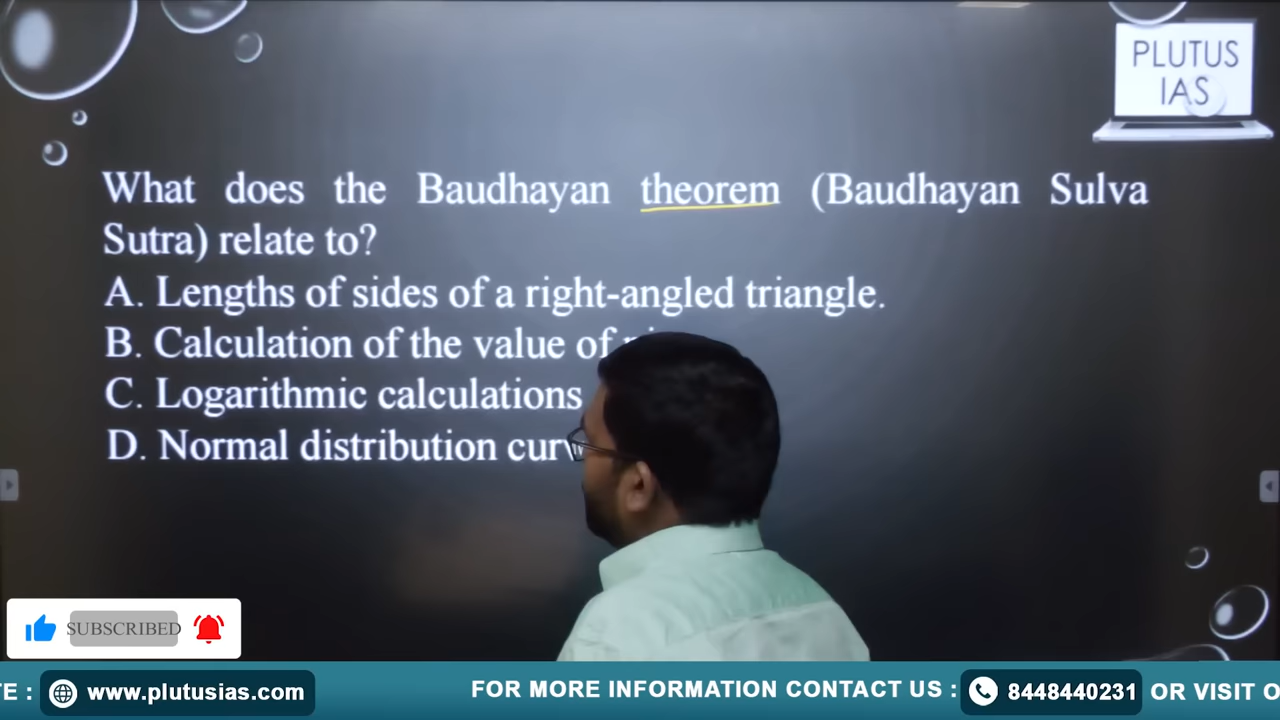 PLUTUS
IAS
What does the Baudhayan theorem (Baudhayan Sulva
Sutra) relate to?
A. Lengths of sides of a right-angled triangle.
B. Calculation of the value of
C. Logarithmic calculations
D. Normal distribution
SUBSCRIBED
www.plutusias.com
FOR MORE INFORMATION CONTACT US :
8448440231
OR VISIT